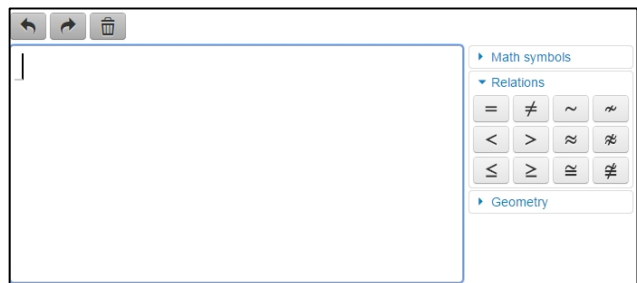 Math symbols
Relations
= ≠ ~ ≁
< > ≈ ≉
≤ ≥ ≅ ≇
Geometry